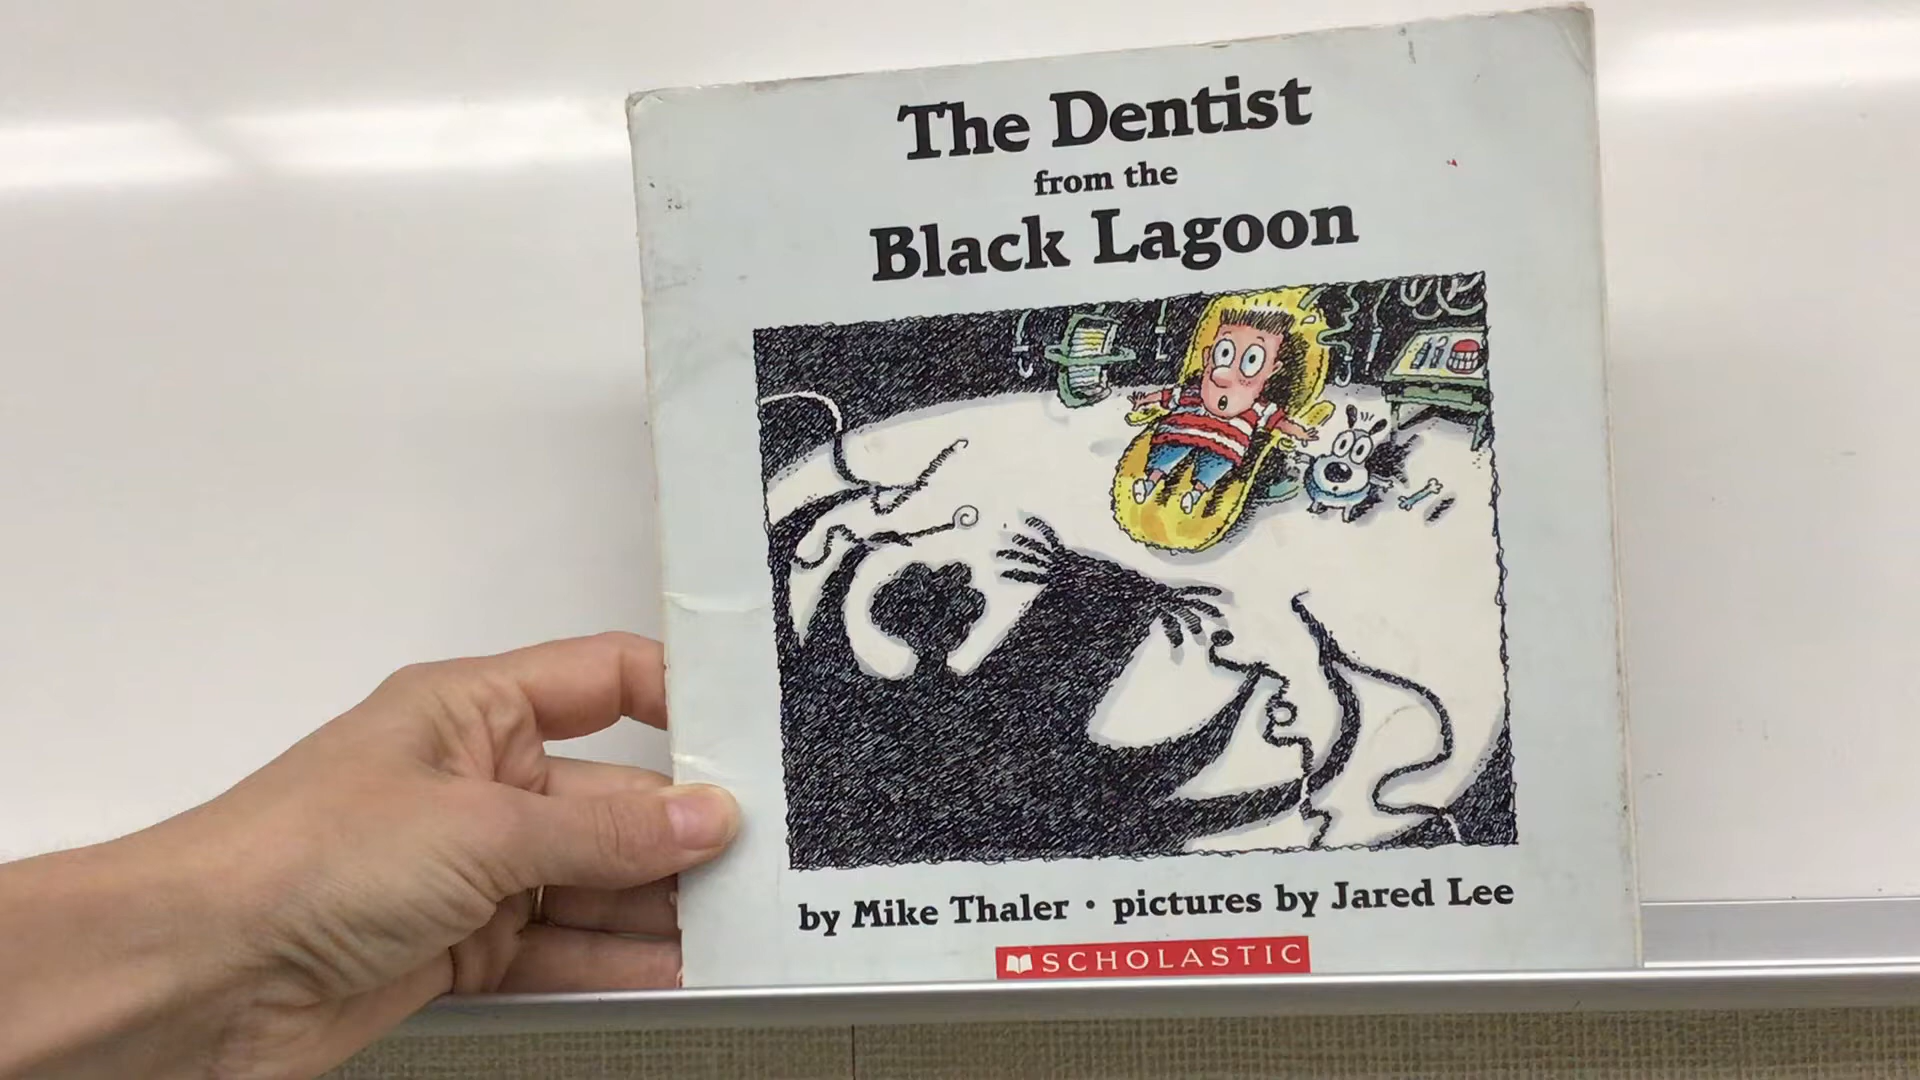 The Dentist
from the
Black Lagoon
by Mike Thaler • pictures by Jared Lee
SCHOLASTIC